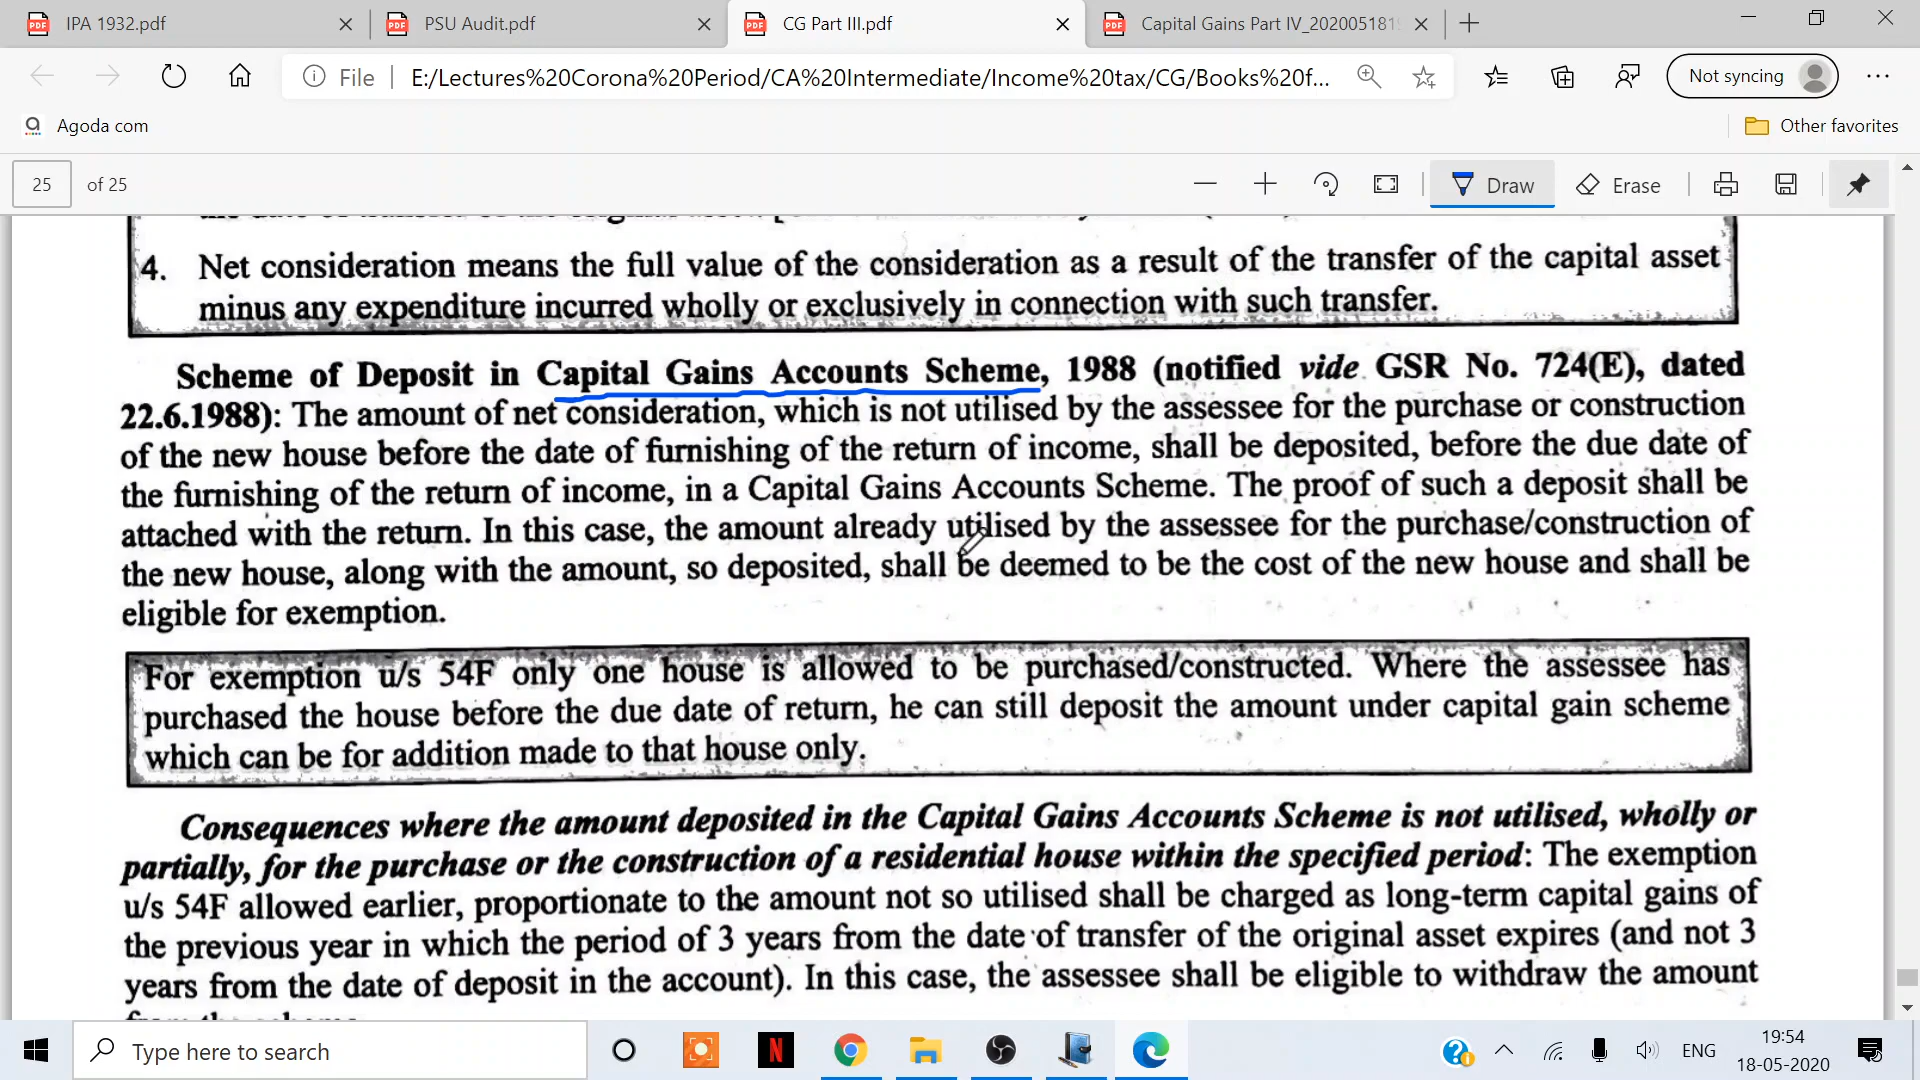 IPA 1932.pdf
PSU Audit.pdf
CG Part III.pdf
Capital Gains Part IV_202005181
File
E:/Lectures%20Corona%20Period/CA%20Intermediate/Income%20tax/CG/Books%20f...
Not syncing
Agoda com
Other favorites
25 of 25
Draw
Erase
4. Net consideration means the full value of the consideration as a result of the transfer of the capital asset
minus any expenditure incurred wholly or exclusively in connection with such transfer.
Scheme of Deposit in Capital Gains Accounts Scheme, 1988 (notified vide GSR No. 724(E), dated
22.6.1988): The amount of net consideration, which is not utilised by the assessee for the purchase or construction
of the new house before the date of furnishing of the return of income, shall be deposited, before the due date of
the furnishing of the return of income, in a Capital Gains Accounts Scheme. The proof of such a deposit shall be
attached with the return. In this case, the amount already utilised by the assessee for the purchase/construction of
the new house, along with the amount, so deposited, shall be deemed to be the cost of the new house and shall be
eligible for exemption.
For exemption u/s 54F only one house is allowed to be purchased/constructed. Where the assessee has
purchased the house before the due date of return, he can still deposit the amount under capital gain scheme
which can be for addition made to that house only.
Consequences where the amount deposited in the Capital Gains Accounts Scheme is not utilised, wholly or
partially, for the purchase or the construction of a residential house within the specified period: The exemption
u/s 54F allowed earlier, proportionate to the amount not so utilised shall be charged as long-term capital gains of
the previous year in which the period of 3 years from the date of transfer of the original asset expires (and not 3
years from the date of deposit in the account). In this case, the assessee shall be eligible to withdraw the amount
Type here to search
ENG
19:54
18-05-2020